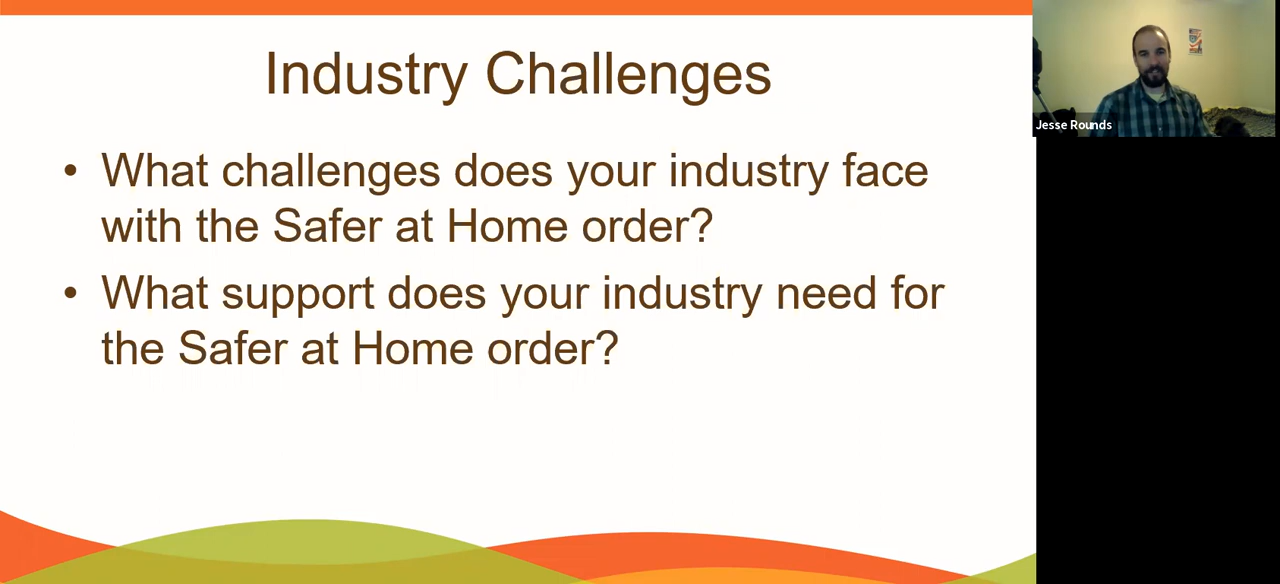 Industry Challenges
• What challenges does your industry face
with the Safer at Home order?
• What support does your industry need for
the Safer at Home order?
Jesse Rounds